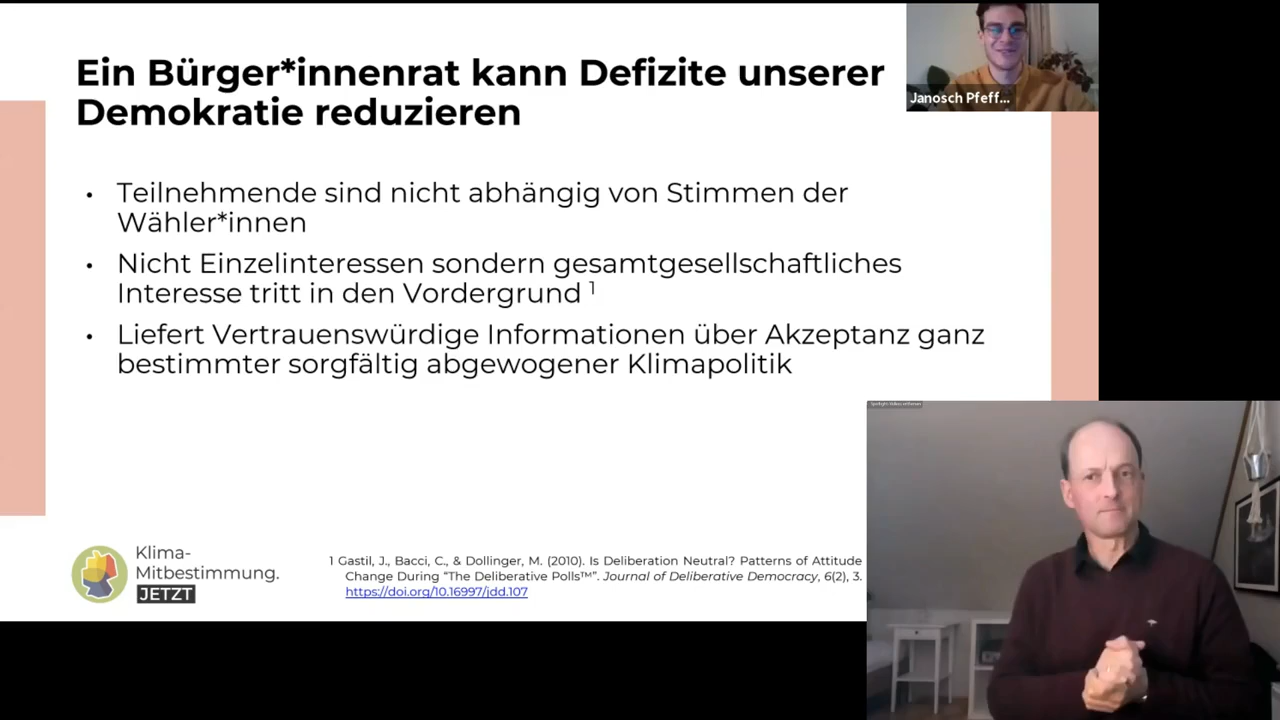 Ein Bürger*innenrat kann Defizite unserer
Demokratie reduzieren
Janosch Pfeff...
• Teilnehmende sind nicht abhängig von Stimmen der
Wähler*innen
• Nicht Einzelinteressen sondern gesamtgesellschaftliches
Interesse tritt in den Vordergrund ¹
• Liefert Vertrauenswürdige Informationen über Akzeptanz ganz
bestimmter sorgfältig abgewogener Klimapolitik
Klima-
Mitbestimmung.
JETZT
1 Gastil, J., Bacci, C., & Dollinger, M. (2010). Is Deliberation Neutral? Patterns of Attitude
Change During “The Deliberative Polls™”. Journal of Deliberative Democracy, 6(2), 3.
https://doi.org/10.16997/jdd.107